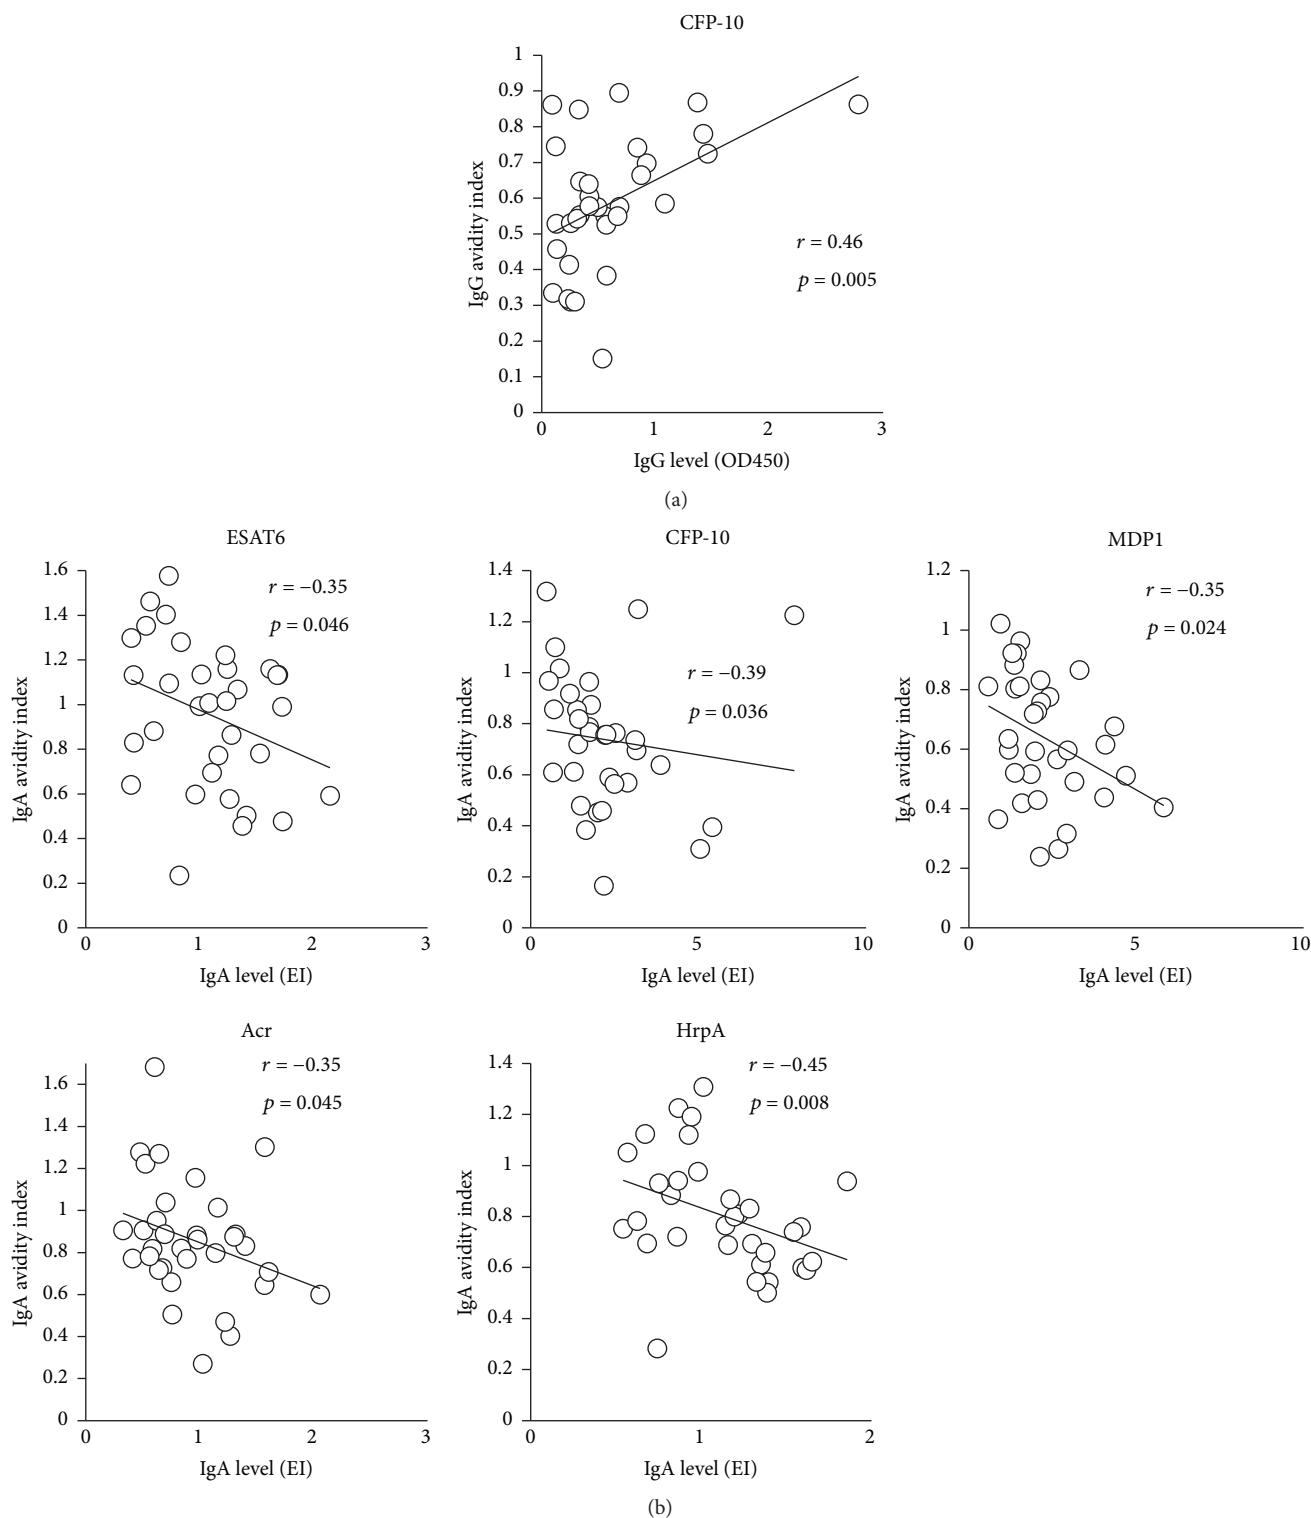 CFP-10
1
0.9
0.8
0.7
0.6
0.5
0.4
0.3
0.2
0.1
0
IgG avidity index
r = 0.46
p = 0.005
0 1 2 3
IgG level (OD450)
(a)
ESAT6
1.6
1.4
1.2
1
0.8
0.6
0.4
0.2
0
IgA avidity index
r = −0.35
p = 0.046
0 1 2 3
IgA level (EI)
CFP-10
1.4
1.2
1
0.8
0.6
0.4
0.2
0
IgA avidity index
r = −0.39
p = 0.036
0 5 10
IgA level (EI)
MDP1
1.2
1
0.8
0.6
0.4
0.2
0
IgA avidity index
r = −0.35
p = 0.024
0 5 10
IgA level (EI)
Acr
1.6
1.4
1.2
1
0.8
0.6
0.4
0.2
0
IgA avidity index
r = −0.35
p = 0.045
0 1 2 3
IgA level (EI)
HrpA
1.4
1.2
1
0.8
0.6
0.4
0.2
0
IgA avidity index
r = −0.45
p = 0.008
0 1 2
IgA level (EI)
(b)